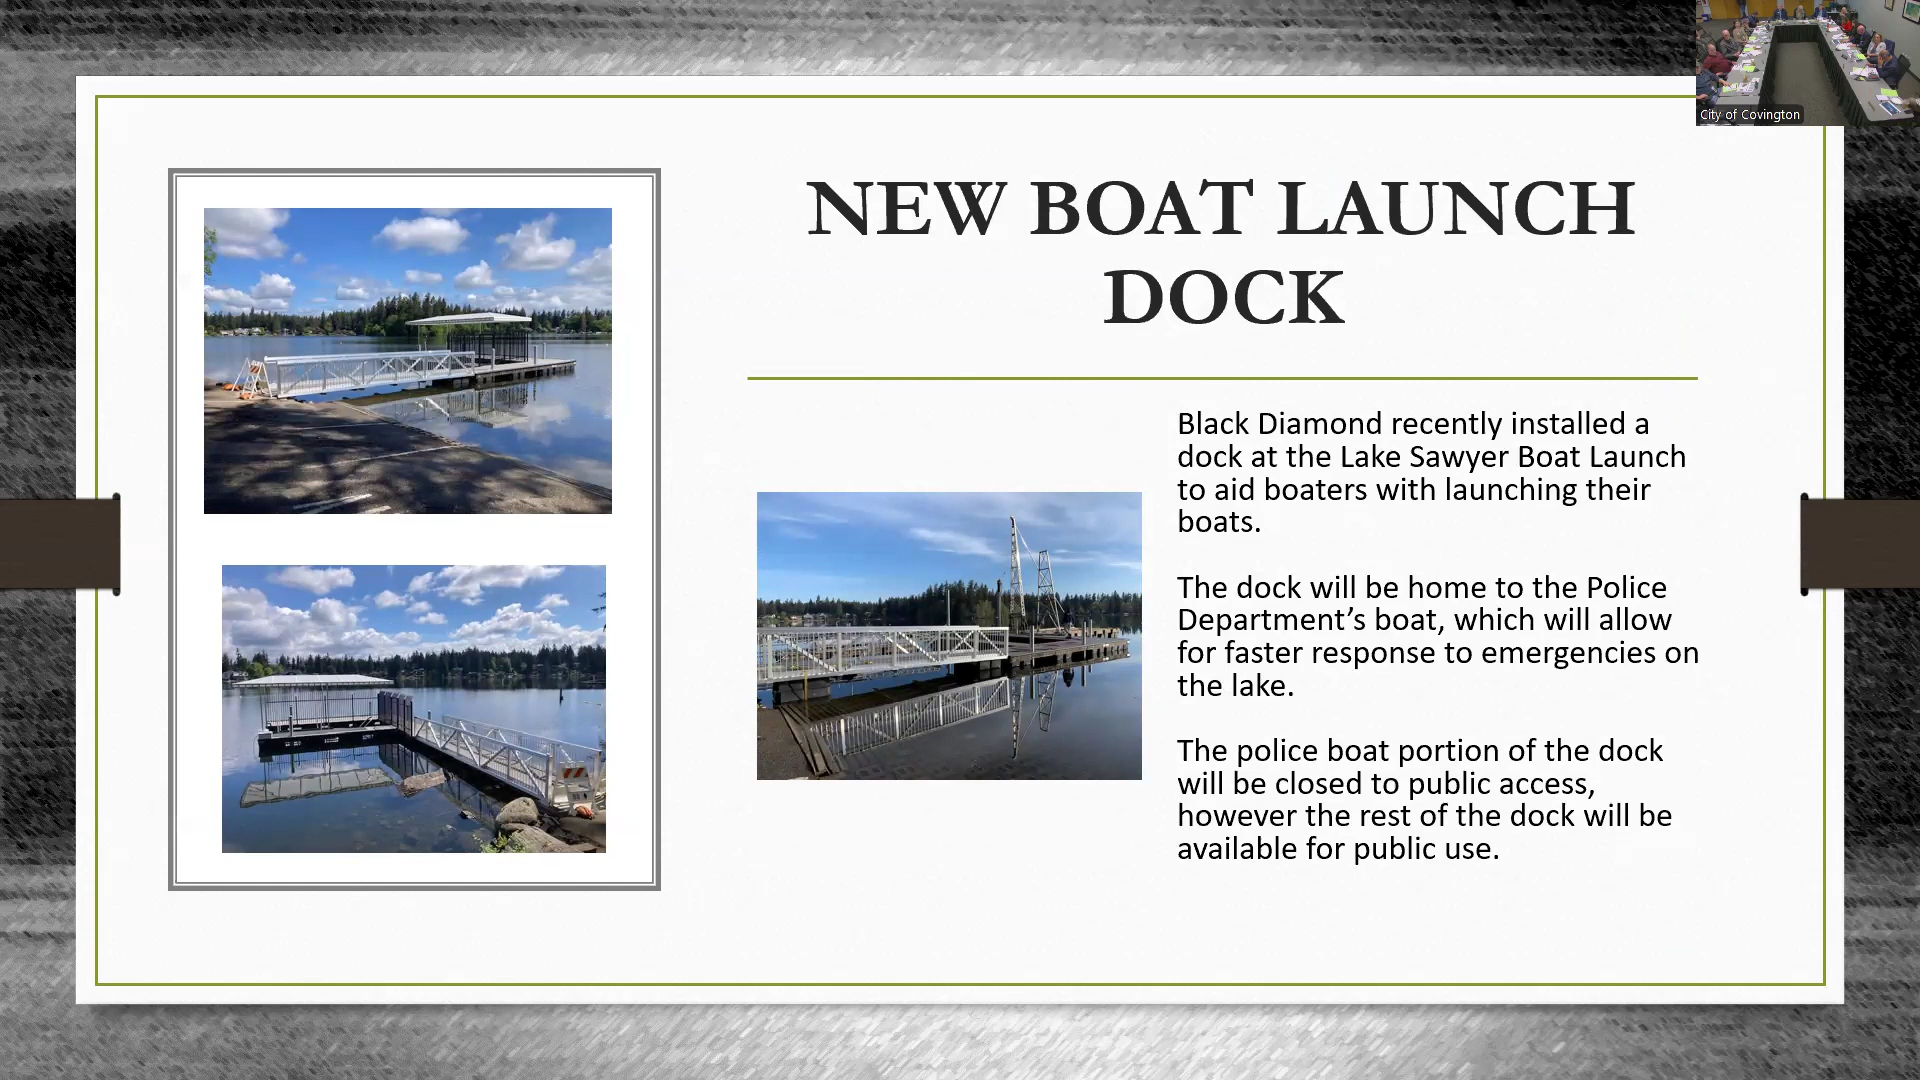 City of Covington
NEW BOAT LAUNCH
DOCK
Black Diamond recently installed a
dock at the Lake Sawyer Boat Launch
to aid boaters with launching their
boats.
The dock will be home to the Police
Department’s boat, which will allow
for faster response to emergencies on
the lake.
The police boat portion of the dock
will be closed to public access,
however the rest of the dock will be
available for public use.